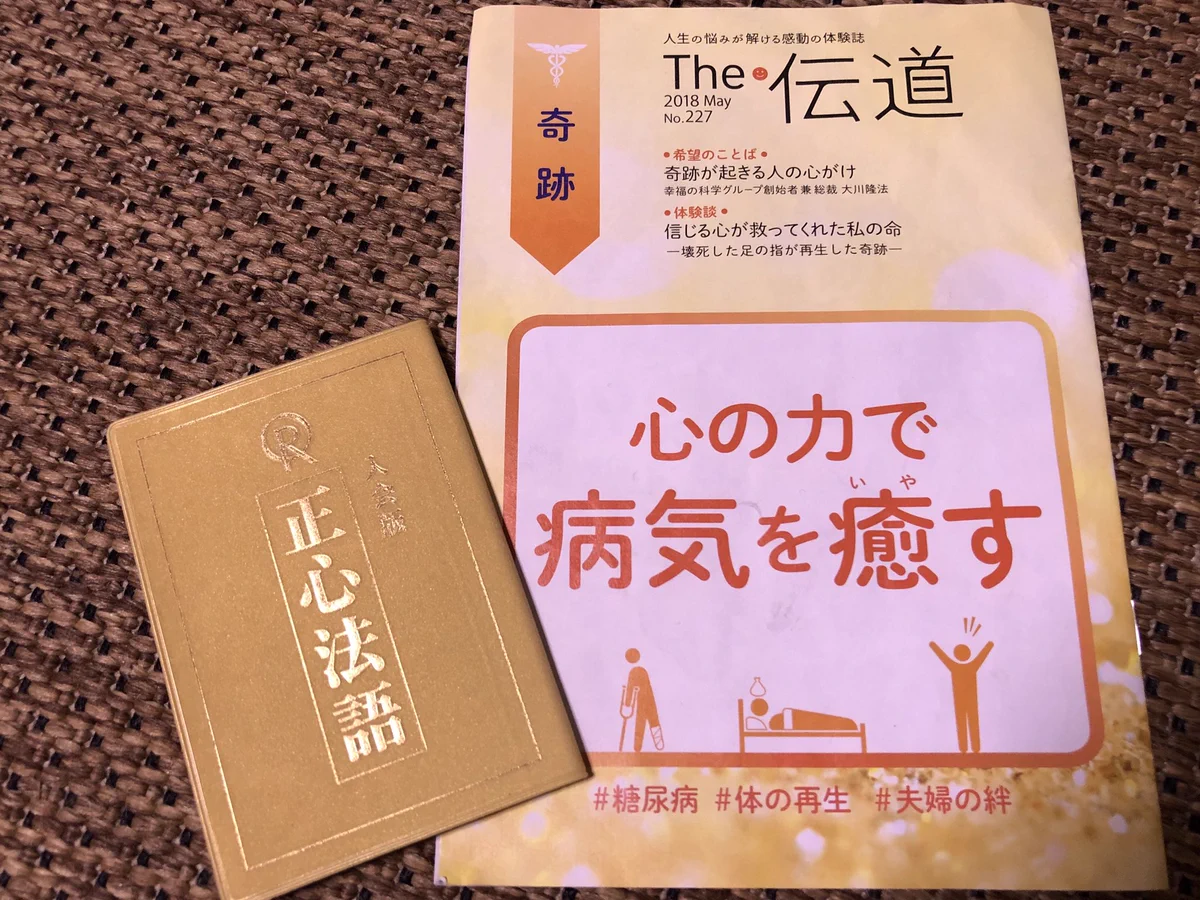 奇跡
人生の悩みが解ける感動の体験誌
The・伝道
2018 May
No.227
•希望のことば•
奇跡が起きる人の心がけ
幸福の科学グループ創始者 兼 総裁 大川隆法
•体験談•
信じる心が救ってくれた私の命
―壊死した足の指が再生した奇跡―
心の力で
いや
病気を癒す
#糖尿病 #体の再生 #夫婦の絆
R
入会版
正心法語